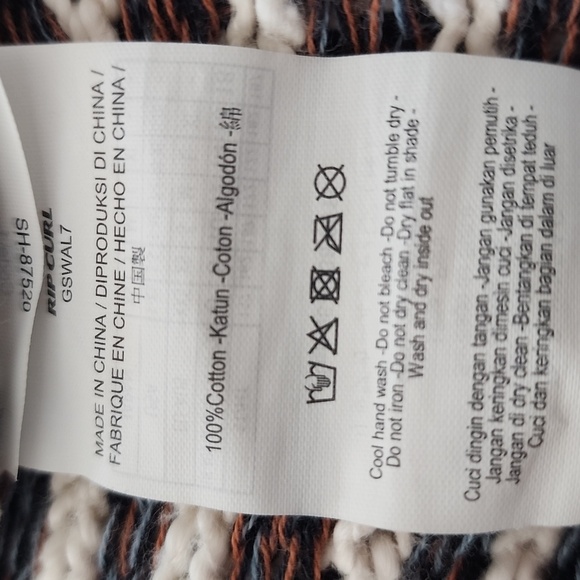 SH-87520
RIP CURL
GSWAL7
MADE IN CHINA / DIPRODUKSI DI CHINA /
FABRIQUE EN CHINE / HECHO EN CHINA /
中国製
100%Cotton -Katun -Coton -Algodón -綿
Cool hand wash -Do not bleach -Do not tumble dry -
Do not iron -Do not dry clean -Dry flat in shade -
Wash and dry inside out
Cuci dingin dengan tangan -Jangan gunakan pemutih -
Jangan keringkan dimesin cuci -Jangan disetrika -
Jangan di dry clean -Bentangkan di tempat teduh -
Cuci dan keringkan bagian dalam di luar